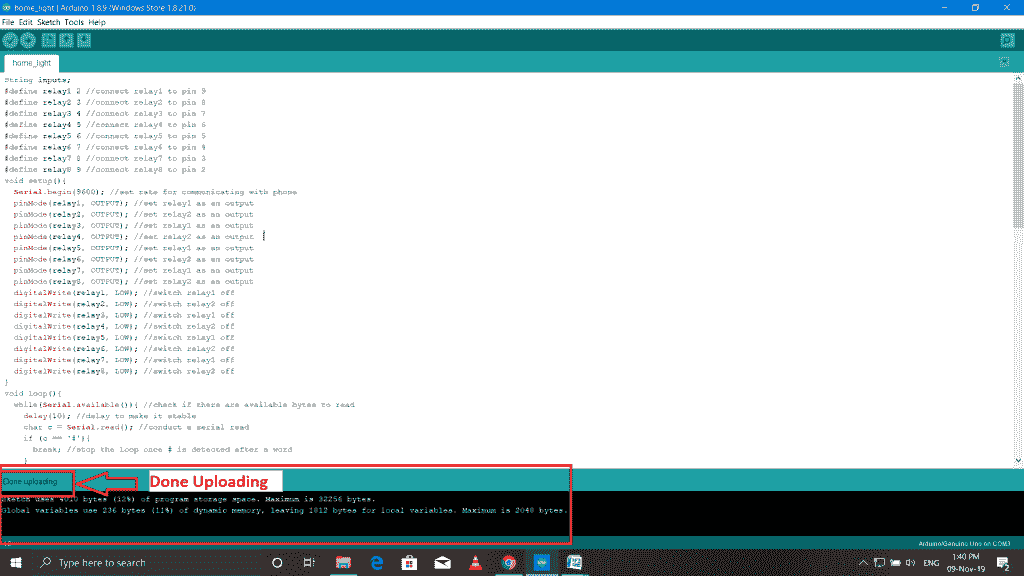 home_light | Arduino 1.8.9 (Windows Store 1.8.21.0)
File Edit Sketch Tools Help
home_light
String inputs;
#define relay1 2 //connect relay1 to pin 9
#define relay2 3 //connect relay2 to pin 8
#define relay3 4 //connect relay3 to pin 7
#define relay4 5 //connect relay4 to pin 6
#define relay5 6 //connect relay5 to pin 5
#define relay6 7 //connect relay6 to pin 4
#define relay7 8 //connect relay7 to pin 3
#define relay8 9 //connect relay8 to pin 2
void setup(){
Serial.begin(9600); //set rate for communicating with phone
pinMode(relay1, OUTPUT); //set relay1 as an output
pinMode(relay2, OUTPUT); //set relay2 as an output
pinMode(relay3, OUTPUT); //set relay1 as an output
pinMode(relay4, OUTPUT); //set relay2 as an output
pinMode(relay5, OUTPUT); //set relay1 as an output
pinMode(relay6, OUTPUT); //set relay2 as an output
pinMode(relay7, OUTPUT); //set relay1 as an output
pinMode(relay8, OUTPUT); //set relay2 as an output
digitalWrite(relay1, LOW); //switch relay1 off
digitalWrite(relay2, LOW); //switch relay2 off
digitalWrite(relay3, LOW); //switch relay1 off
digitalWrite(relay4, LOW); //switch relay2 off
digitalWrite(relay5, LOW); //switch relay1 off
digitalWrite(relay6, LOW); //switch relay2 off
digitalWrite(relay7, LOW); //switch relay1 off
digitalWrite(relay8, LOW); //switch relay2 off
}
void loop(){
while(Serial.available()){ //check if there are available bytes to read
delay(10); //delay to make it stable
char c = Serial.read(); //conduct a serial read
if (c == '#'){
break; //stop the loop once # is detected after a word
}
Done uploading
Done Uploading
Sketch uses 4010 bytes (12%) of program storage space. Maximum is 32256 bytes.
Global variables use 236 bytes (11%) of dynamic memory, leaving 1812 bytes for local variables. Maximum is 2048 bytes.
Arduino/Genuino Uno on COM3
Type here to search
ENG
1:40 PM
09-Nov-19
2